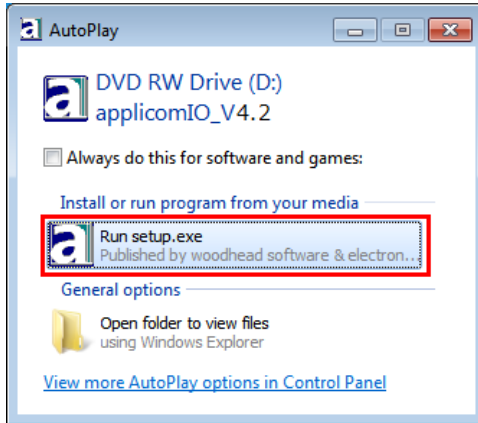 AutoPlay
DVD RW Drive (D:)
applicomIO_V4.2
Always do this for software and games:
Install or run program from your media
Run setup.exe
Published by woodhead software & electron...
General options
Open folder to view files
using Windows Explorer
View more AutoPlay options in Control Panel